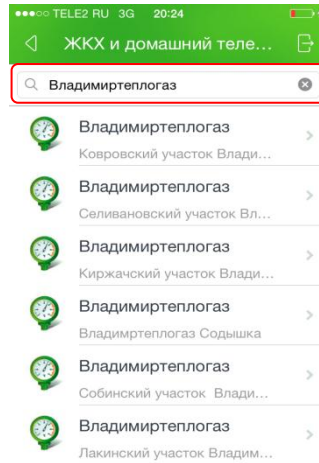 TELE2 RU 3G 20:24
ЖКХ и домашний теле...
Владимиртеплогаз
Владимиртеплогаз
Ковровский участок Влади...
Владимиртеплогаз
Селивановский участок Вл...
Владимиртеплогаз
Киржачский участок Влади...
Владимиртеплогаз
Владимртеплогаз Содышка
Владимиртеплогаз
Собинский участок Влади...
Владимиртеплогаз
Лакинский участок Владим...